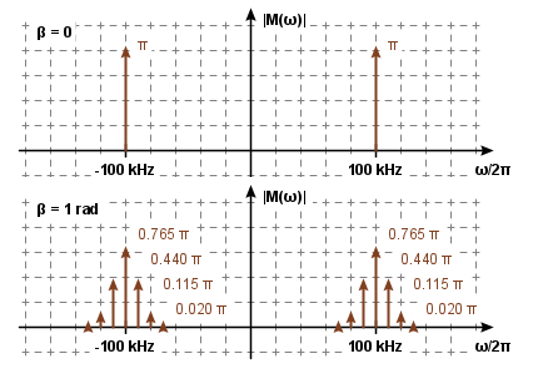 |M(ω)|
β = 0
π
π
-100 kHz
100 kHz
ω/2π
|M(ω)|
β = 1 rad
0.765 π
0.765 π
0.440 π
0.440 π
0.115 π
0.115 π
0.020 π
0.020 π
-100 kHz
100 kHz
ω/2π